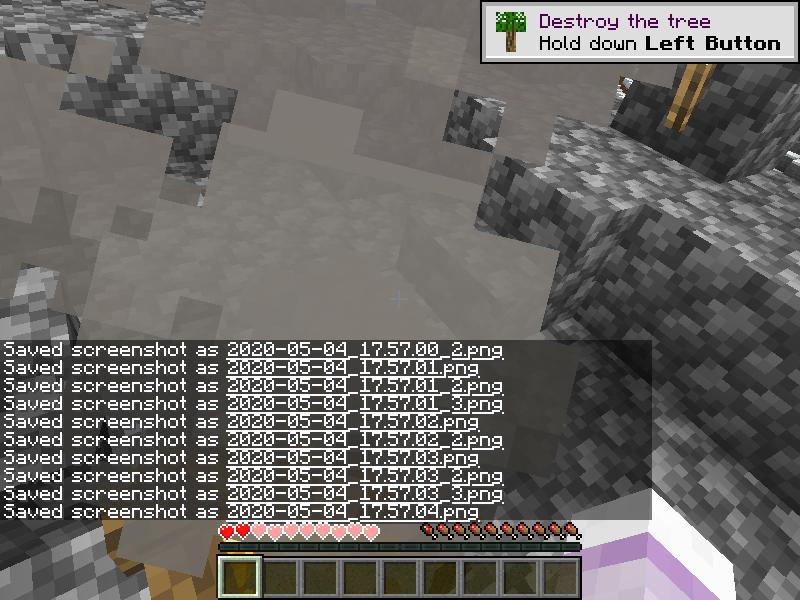 Destroy the tree
Hold down Left Button
Saved screenshot as 2020-05-04_17.57.00_2.png
Saved screenshot as 2020-05-04_17.57.01.png
Saved screenshot as 2020-05-04_17.57.01_2.png
Saved screenshot as 2020-05-04_17.57.01_3.png
Saved screenshot as 2020-05-04_17.57.02.png
Saved screenshot as 2020-05-04_17.57.02_2.png
Saved screenshot as 2020-05-04_17.57.03.png
Saved screenshot as 2020-05-04_17.57.03_2.png
Saved screenshot as 2020-05-04_17.57.03_3.png
Saved screenshot as 2020-05-04_17.57.04.png